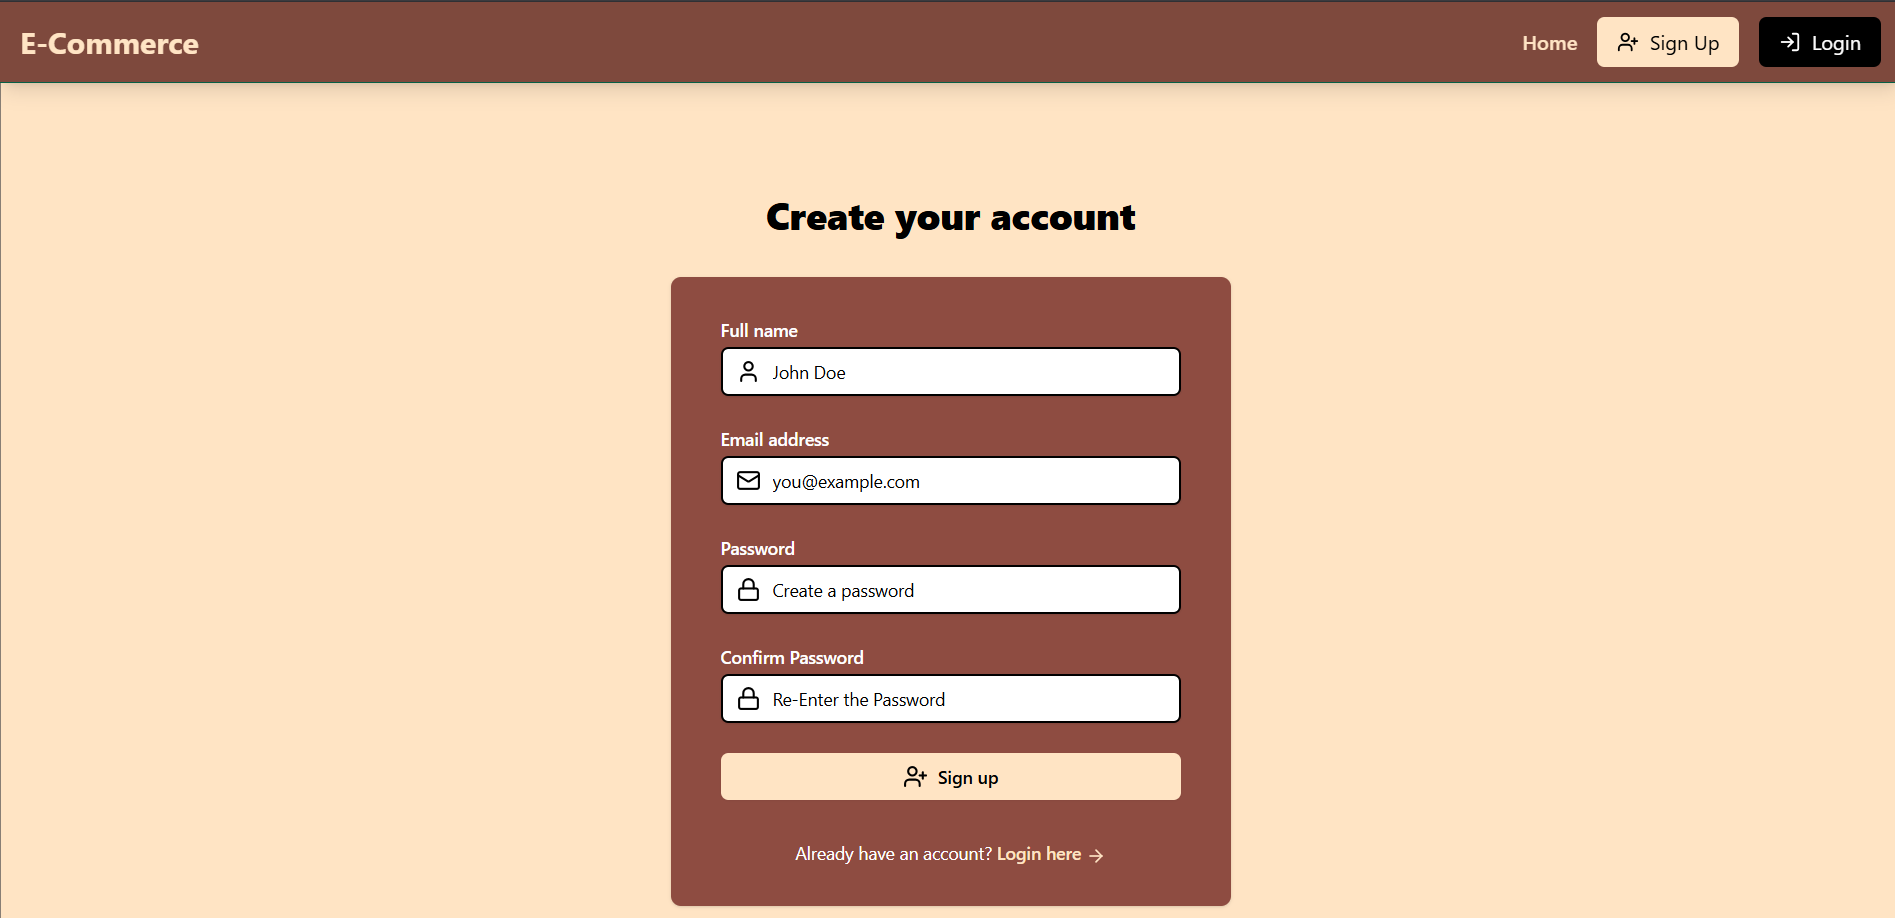 E-Commerce
Home
Sign Up
Login
Create your account
Full name
John Doe
Email address
you@example.com
Password
Create a password
Confirm Password
Re-Enter the Password
Sign up
Already have an account? Login here →